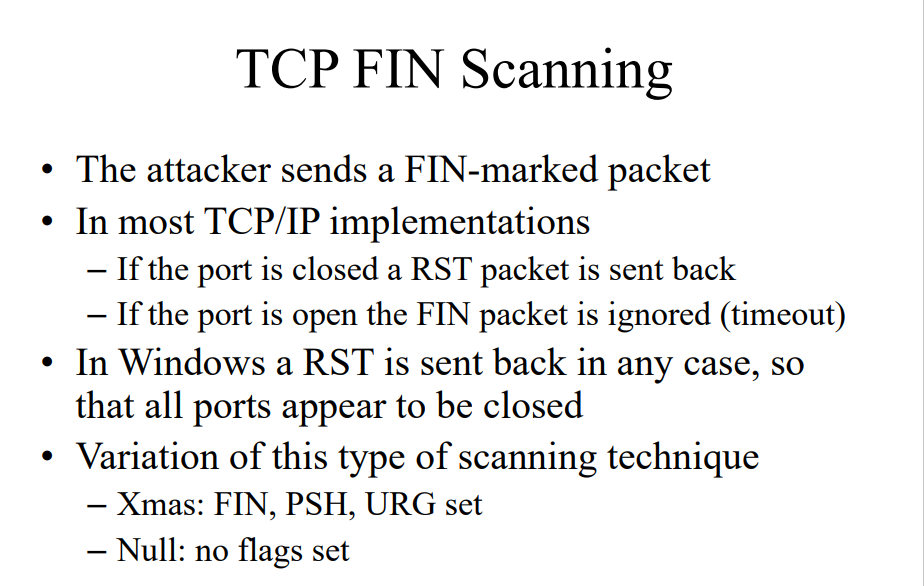 TCP FIN Scanning
• The attacker sends a FIN-marked packet
• In most TCP/IP implementations
– If the port is closed a RST packet is sent back
– If the port is open the FIN packet is ignored (timeout)
• In Windows a RST is sent back in any case, so
that all ports appear to be closed
• Variation of this type of scanning technique
– Xmas: FIN, PSH, URG set
– Null: no flags set